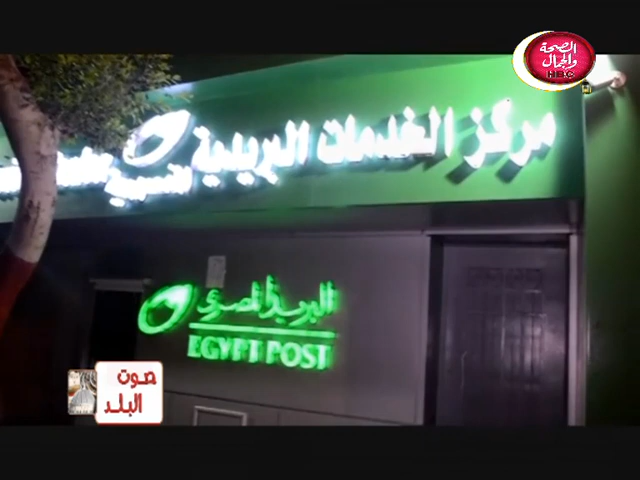 الصحة
والجمال
HBC
مركز الخدمات البريدية
البريد المصري
EGYPT POST
صوت
البلد